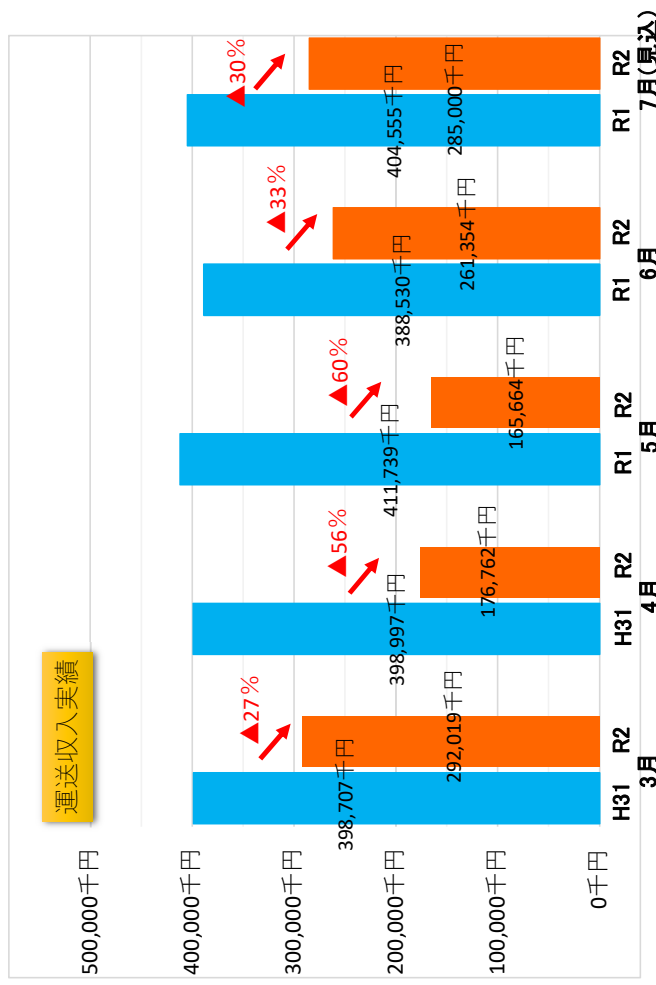 運送収入実績
500,000千円
400,000千円
300,000千円
200,000千円
100,000千円
0千円
▲27%
▲56%
▲60%
▲33%
▲30%
398,707千円
292,019千円
398,997千円
176,762千円
411,739千円
165,664千円
388,530千円
261,354千円
404,555千円
285,000千円
H31 R2 H31 R2 R1 R2 R1 R2 R1 R2
3月 4月 5月 6月 7月(見込)